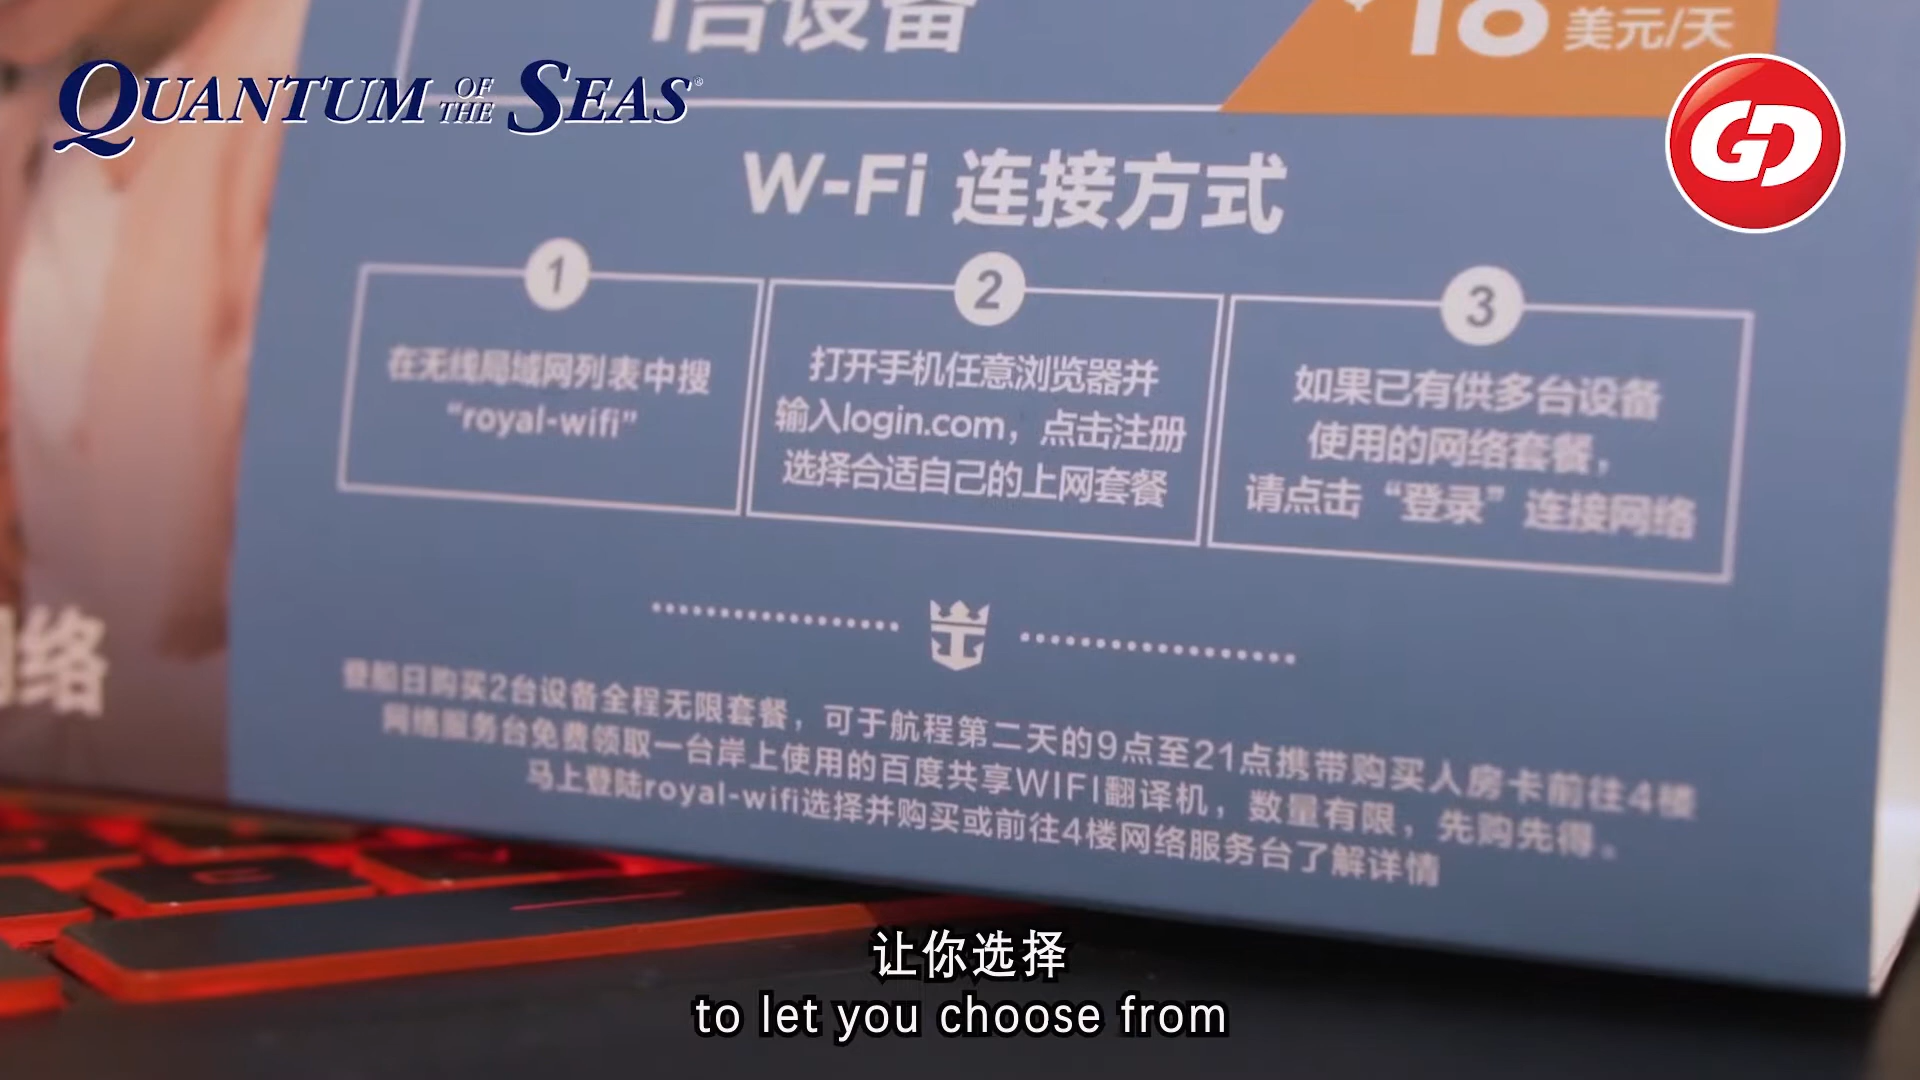 1台设备
18美元/天
QUANTUM OF THE SEAS®
GD
W-Fi 连接方式
1
在无线局域网列表中搜
“royal-wifi”
2
打开手机任意浏览器并
输入login.com，点击注册
选择合适自己的上网套餐
3
如果已有供多台设备
使用的网络套餐，
请点击“登录”连接网络
网络
登船日购买2台设备全程无限套餐，可于航程第二天的9点至21点携带购买人房卡前往4楼
网络服务台免费领取一台岸上使用的百度共享WIFI翻译机，数量有限，先购先得。
马上登陆royal-wifi选择并购买或前往4楼网络服务台了解详情
让你选择
to let you choose from